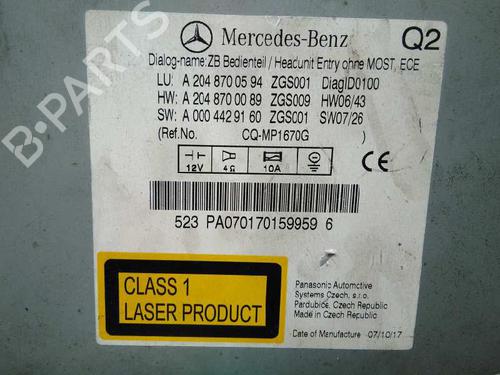 Mercedes-Benz Q2
Dialog-name: ZB Bedienteil / Headunit Entry ohne MOST, ECE
LU: A 204 870 05 94 ZGS001 DiagID0100
HW: A 204 870 00 89 ZGS009 HW06/43
SW: A 000 442 91 60 ZGS001 SW07/26
(Ref.No. CQ-MP1670G )
12V 4Ω 10A
CE
523 PA070170159959 6
CLASS 1
LASER PRODUCT
Panasonic Automotive
Systems Czech, s.r.o.
Pardubice, Czech Republic
Made in Czech Republic
Date of Manufacture 07/10/17